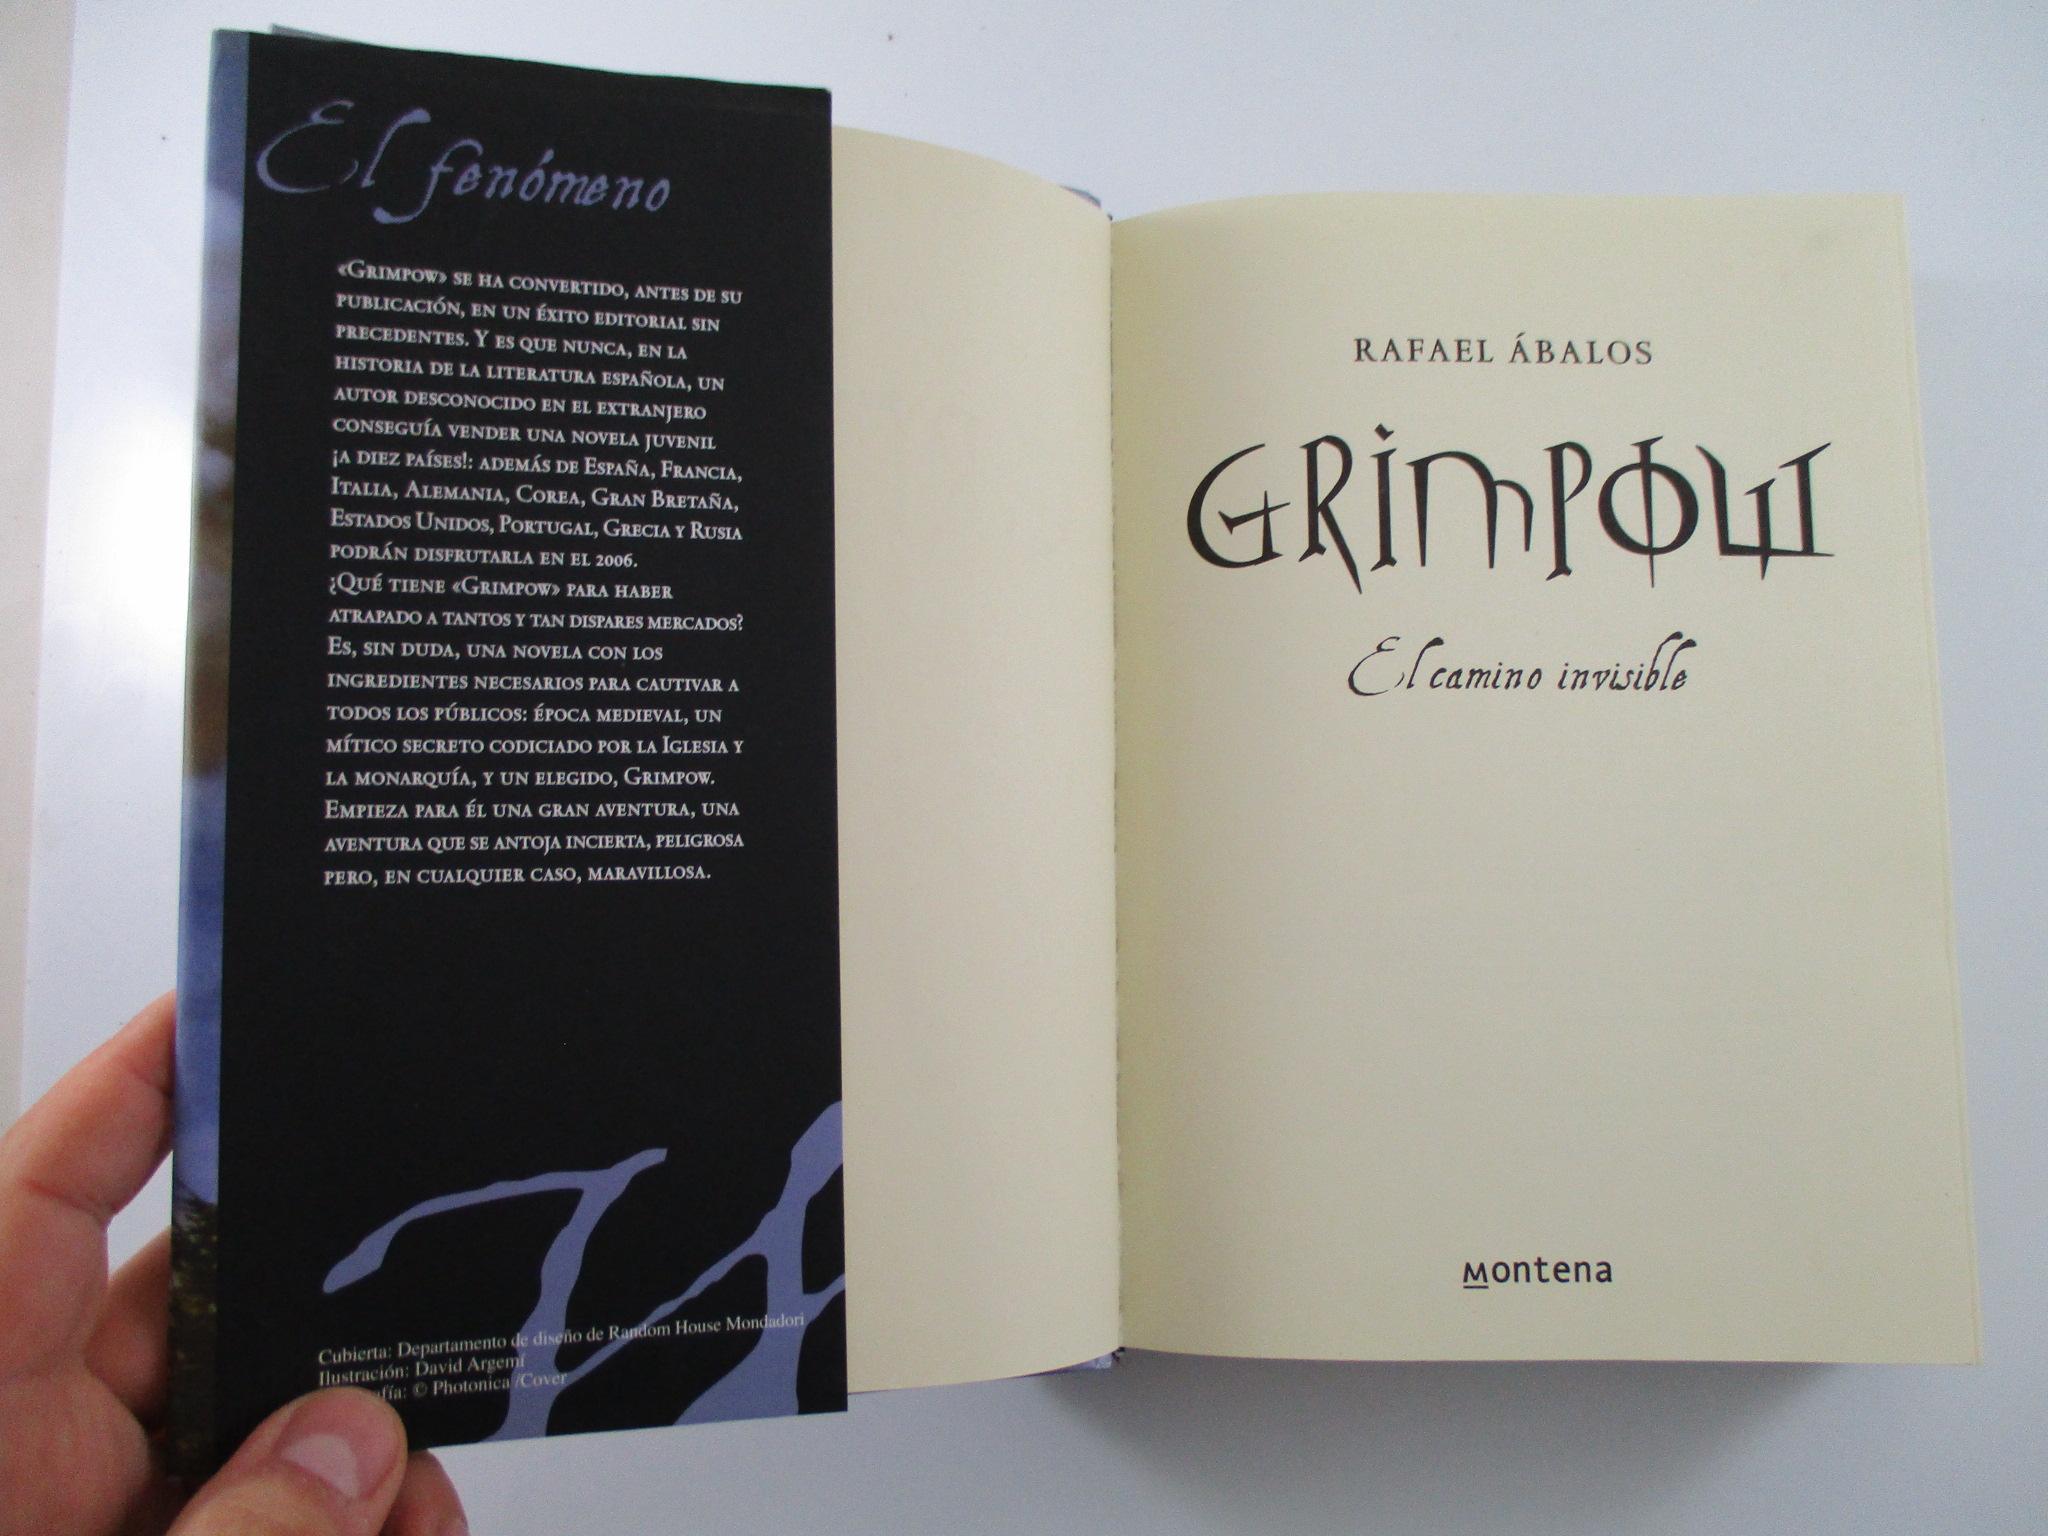 El fenómeno
«Grimpow» se ha convertido, antes de su
publicación, en un éxito editorial sin
precedentes. Y es que nunca, en la
historia de la literatura española, un
autor desconocido en el extranjero
conseguía vender una novela juvenil
¡a diez países!: además de España, Francia,
Italia, Alemania, Corea, Gran Bretaña,
Estados Unidos, Portugal, Grecia y Rusia
podrán disfrutarla en el 2006.
¿Qué tiene «Grimpow» para haber
atrapado a tantos y tan dispares mercados?
Es, sin duda, una novela con los
ingredientes necesarios para cautivar a
todos los públicos: época medieval, un
mítico secreto codiciado por la Iglesia y
la monarquía, y un elegido, Grimpow.
Empieza para él una gran aventura, una
aventura que se antoja incierta, peligrosa
pero, en cualquier caso, maravillosa.
Cubierta: Departamento de diseño de Random House Mondadori
Ilustración: David Argemí
© Photonica /Cover
RAFAEL ÁBALOS
GRIMPOW
El camino invisible
Montena